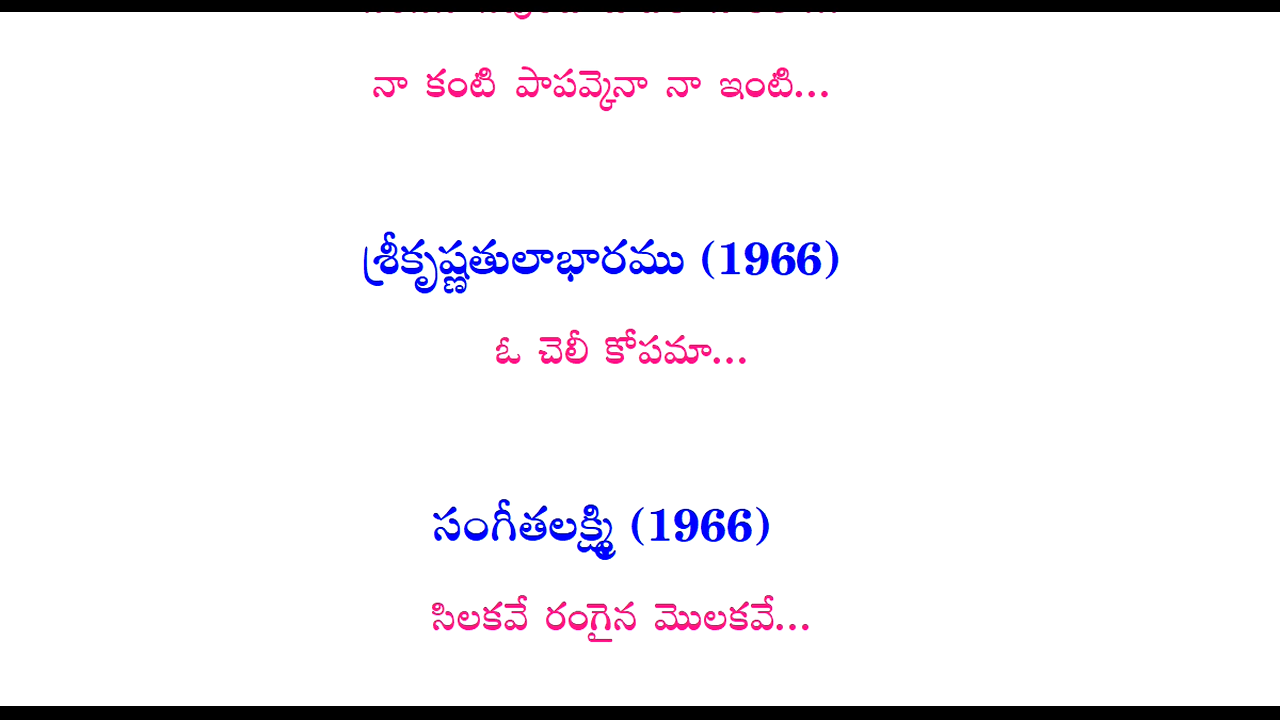 నా కంటి పాపవ్కెనా నా ఇంటి...
శ్రీకృష్ణతులాభారము (1966)
ఓ చెలీ కోపమా...
సంగీతలక్ష్మి (1966)
సిలకవే రంగైన మొలకవే...